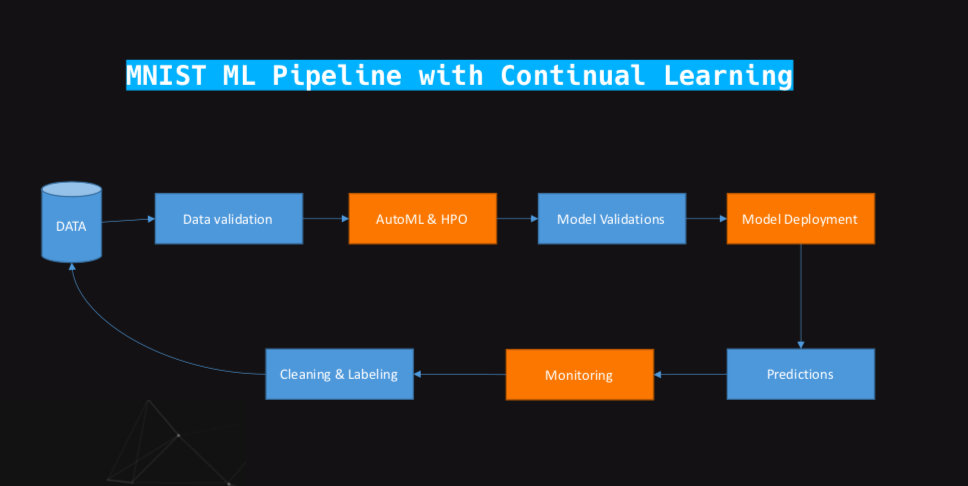 MNIST ML Pipeline with Continual Learning
DATA
Data validation
AutoML & HPO
Model Validations
Model Deployment
Cleaning & Labeling
Monitoring
Predictions